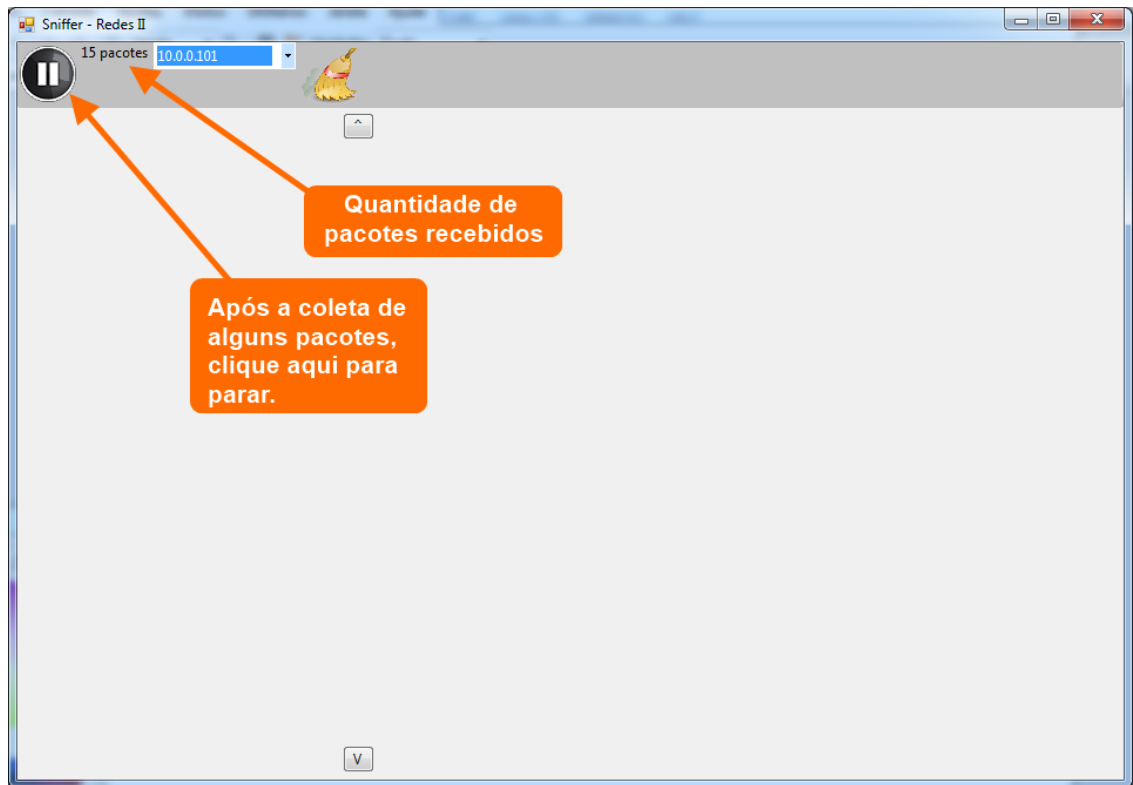 Sniffer - Redes II
15 pacotes 10.0.0.101
^
Quantidade de
pacotes recebidos
Após a coleta de
alguns pacotes,
clique aqui para
parar.
V